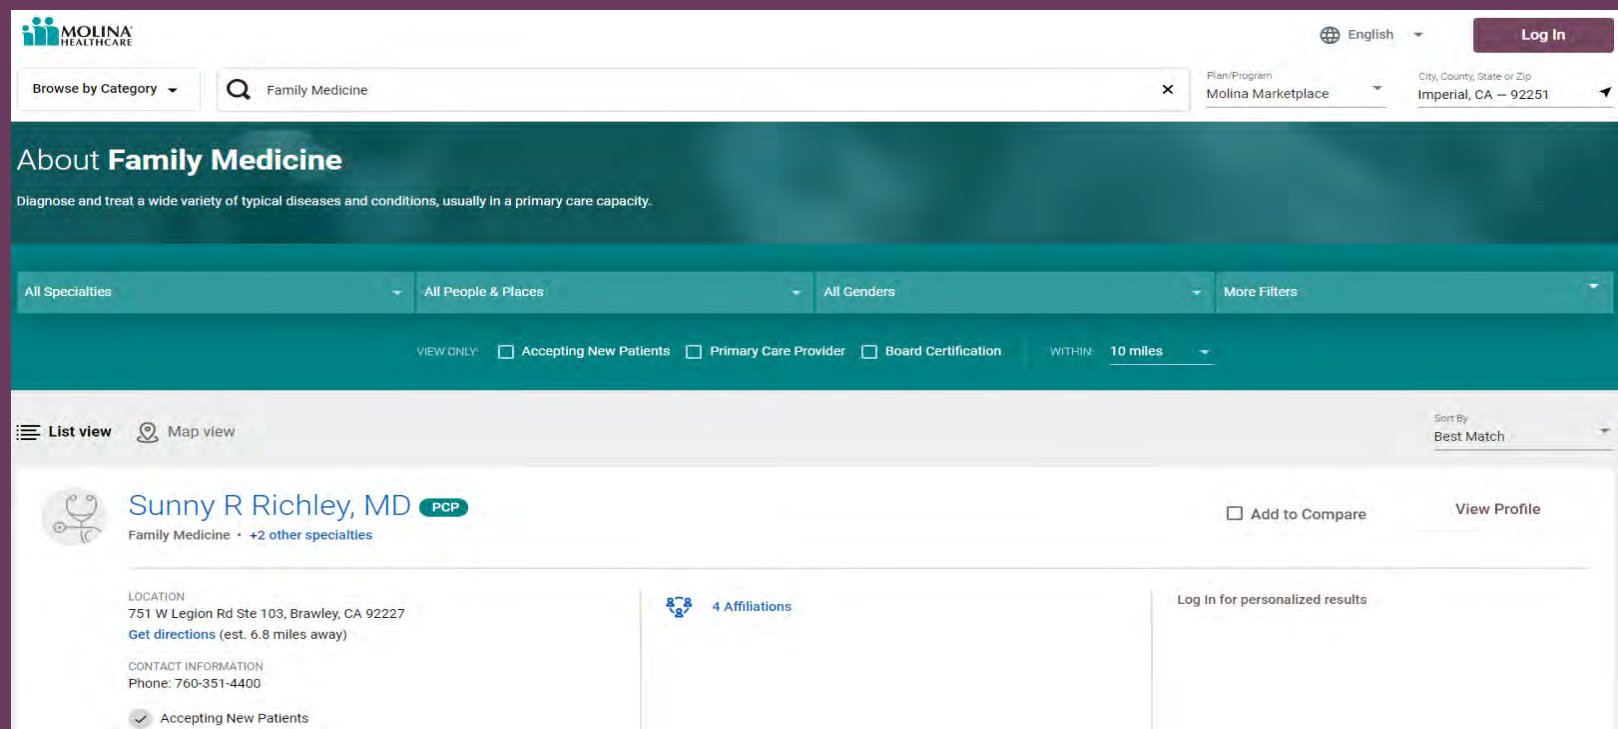 MOLINA
HEALTHCARE
English
Log In
Browse by Category
Family Medicine
Plan/Program
Molina Marketplace
City, County, State or Zip
Imperial, CA — 92251
About Family Medicine
Diagnose and treat a wide variety of typical diseases and conditions, usually in a primary care capacity.
All Specialties
All People & Places
All Genders
More Filters
VIEW ONLY: Accepting New Patients Primary Care Provider Board Certification WITHIN: 10 miles
List view Map view
Sort By
Best Match
Sunny R Richley, MD PCP
Family Medicine • +2 other specialties
Add to Compare
View Profile
LOCATION
751 W Legion Rd Ste 103, Brawley, CA 92227
Get directions (est. 6.8 miles away)
CONTACT INFORMATION
Phone: 760-351-4400
Accepting New Patients
4 Affiliations
Log In for personalized results